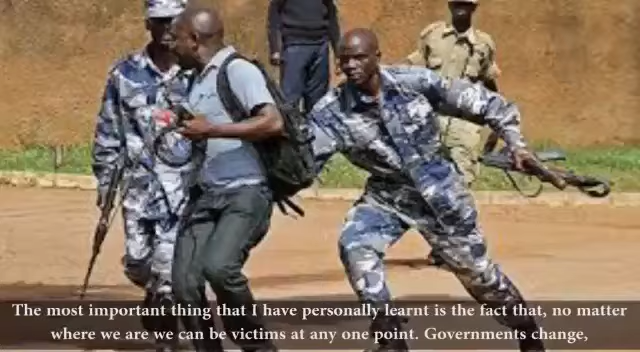 The most important thing that I have personally learnt is the fact that, no matter
where we are we can be victims at any one point. Governments change,